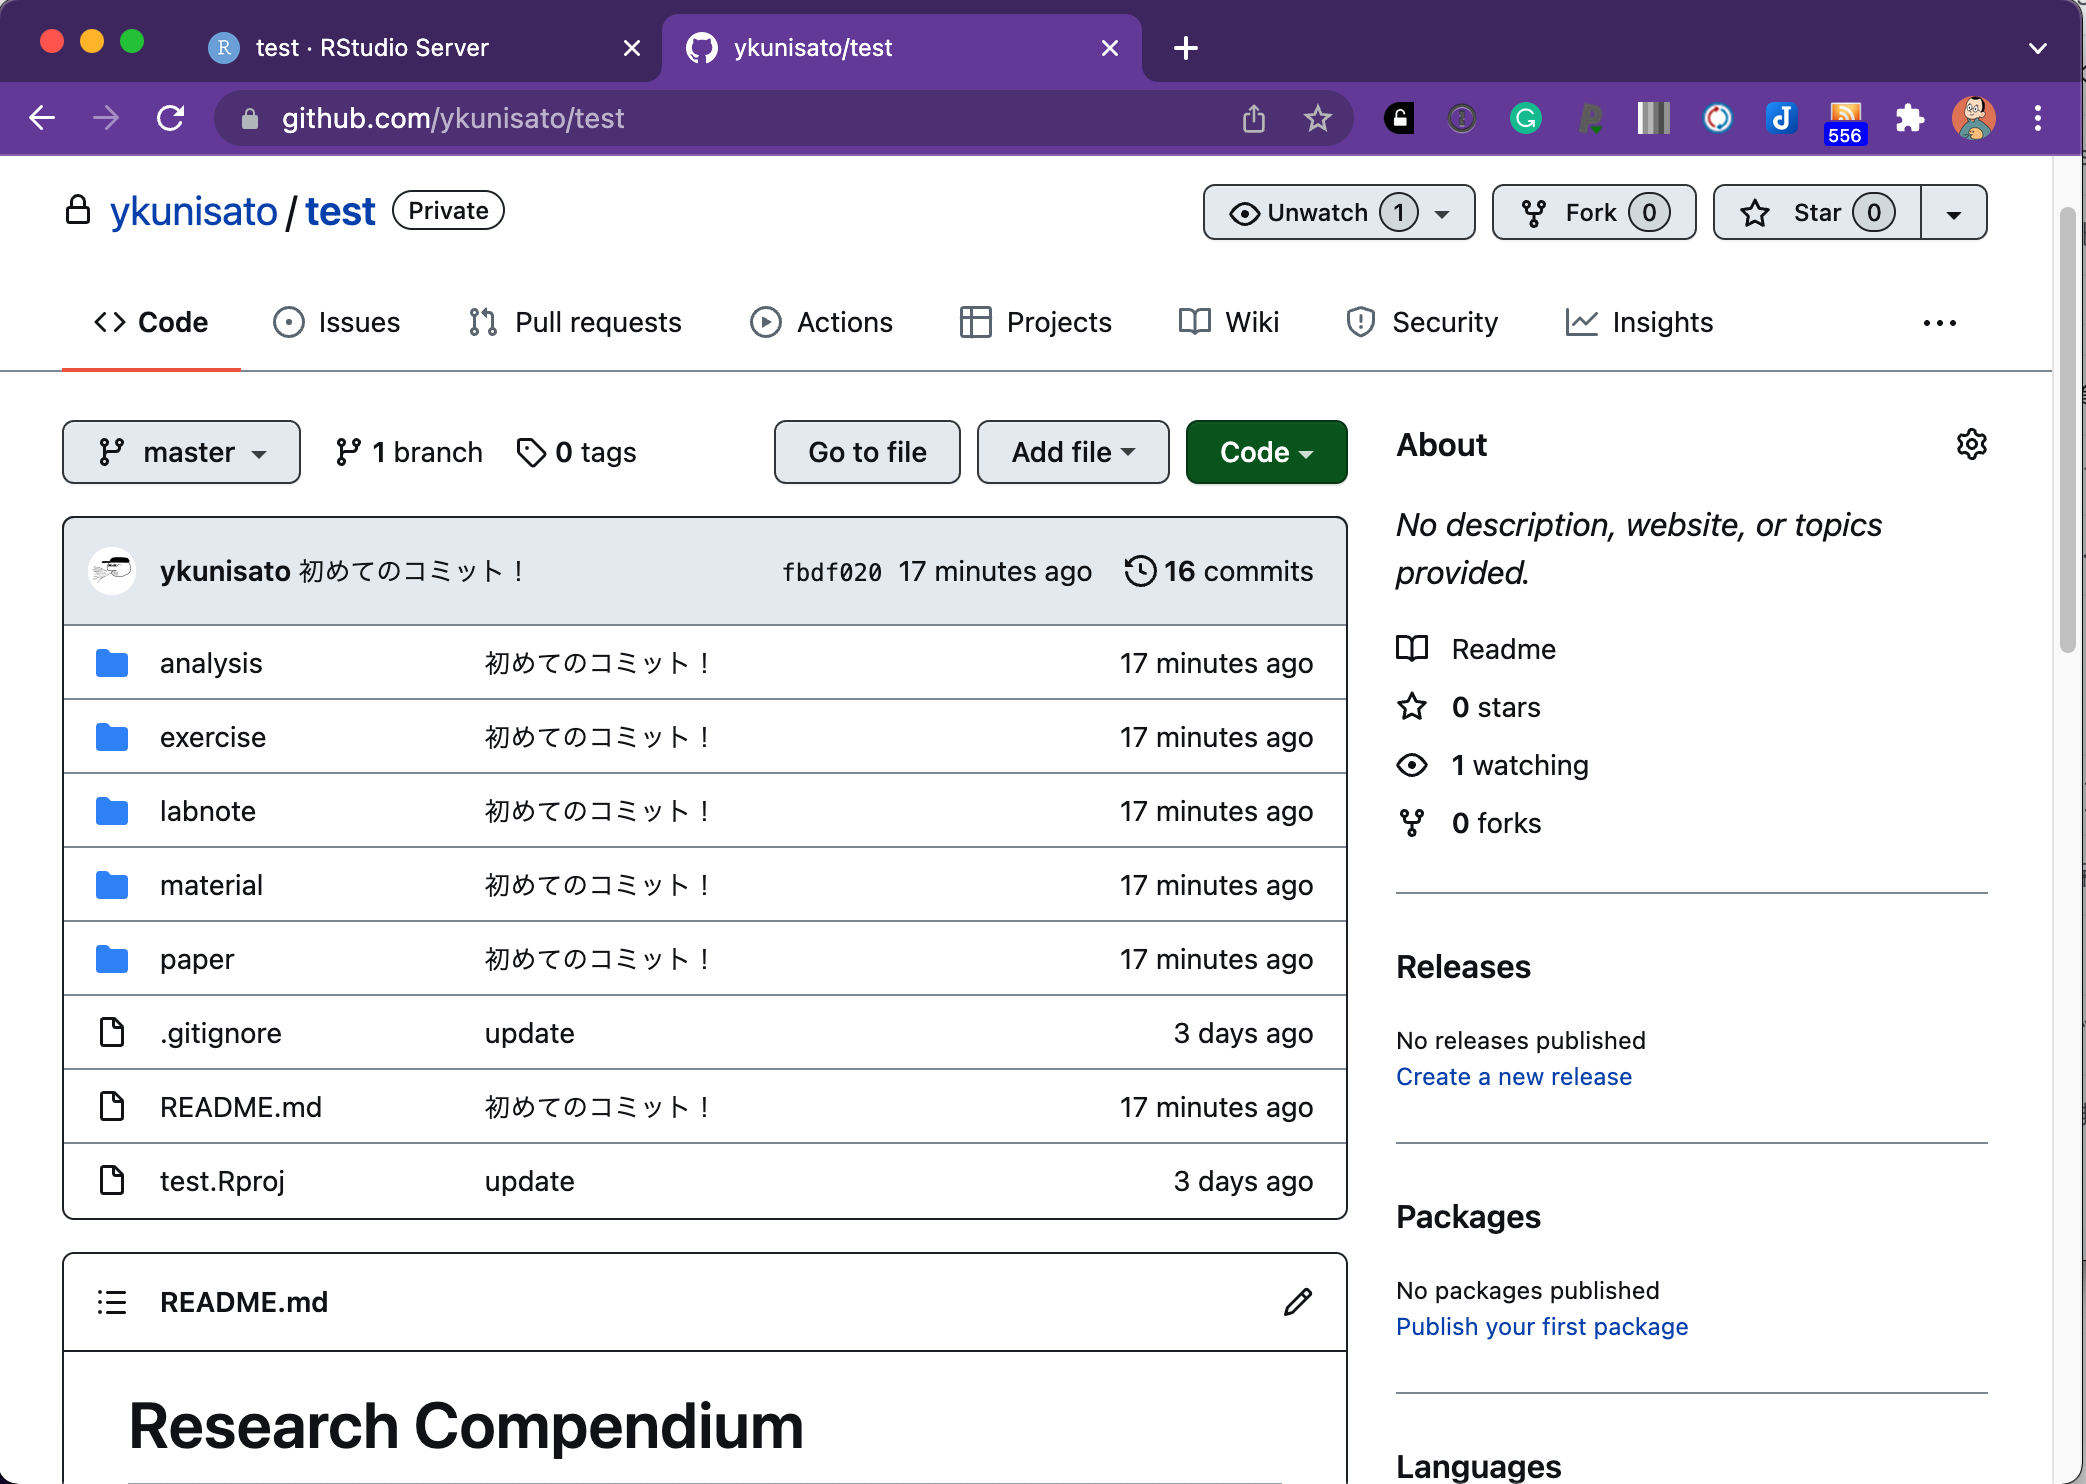 test · RStudio Server
ykunisato/test
github.com/ykunisato/test
556
ykunisato / test Private
Unwatch 1
Fork 0
Star 0
Code
Issues
Pull requests
Actions
Projects
Wiki
Security
Insights
master
1 branch
0 tags
Go to file
Add file
Code
ykunisato 初めてのコミット！ fbdf020 17 minutes ago 16 commits
analysis 初めてのコミット！ 17 minutes ago
exercise 初めてのコミット！ 17 minutes ago
labnote 初めてのコミット！ 17 minutes ago
material 初めてのコミット！ 17 minutes ago
paper 初めてのコミット！ 17 minutes ago
.gitignore update 3 days ago
README.md 初めてのコミット！ 17 minutes ago
test.Rproj update 3 days ago
README.md
Research Compendium
About
No description, website, or topics
provided.
Readme
0 stars
1 watching
0 forks
Releases
No releases published
Create a new release
Packages
No packages published
Publish your first package
Languages